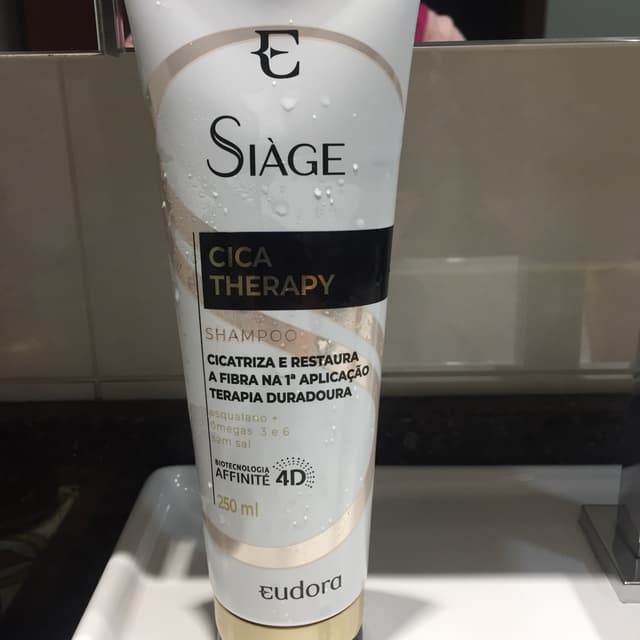 E
SIÀGE
CICA
THERAPY
SHAMPOO
CICATRIZA E RESTAURA
A FIBRA NA 1ª APLICAÇÃO
TERAPIA DURADOURA
esqualano +
ômegas 3 e 6
sem sal
BIOTECNOLOGIA
AFFINITÉ 4D
250 ml
Eudora